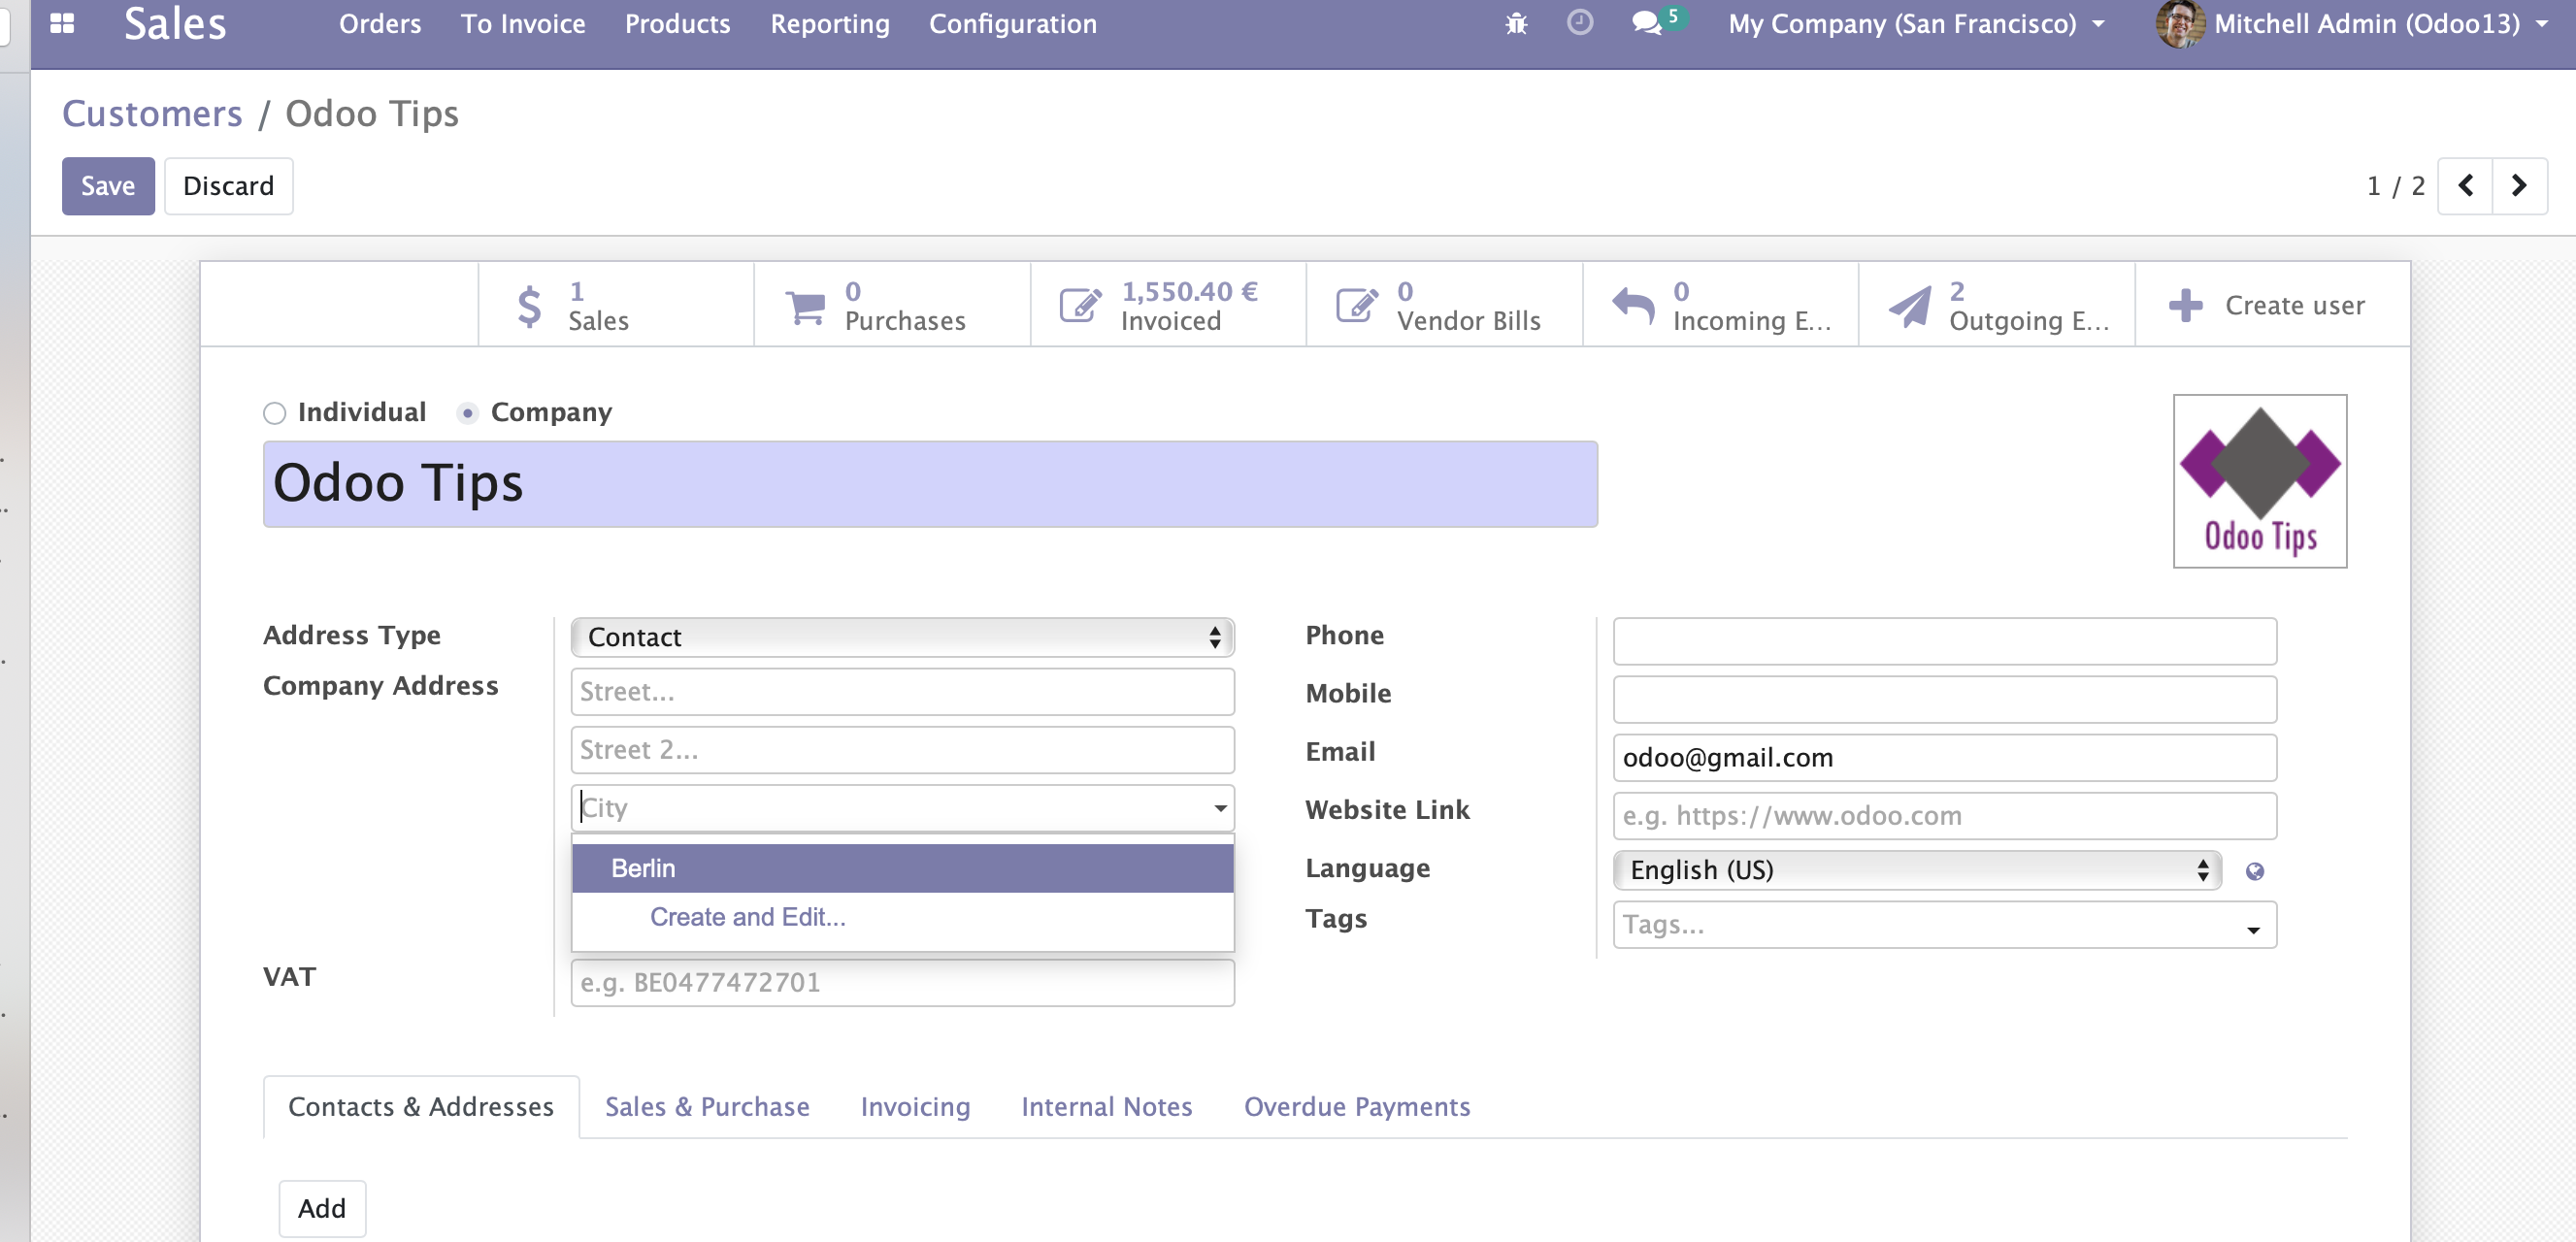 Sales Orders To Invoice Products Reporting Configuration 5 My Company (San Francisco) Mitchell Admin (Odoo13)
Customers / Odoo Tips
Save Discard 1 / 2
1 Sales
0 Purchases
1,550.40 € Invoiced
0 Vendor Bills
0 Incoming E...
2 Outgoing E...
Create user
Individual Company
Odoo Tips
Odoo Tips
Address Type Contact
Company Address Street...
Street 2...
City
Berlin
Create and Edit...
VAT e.g. BE0477472701
Phone
Mobile
Email odoo@gmail.com
Website Link e.g. https://www.odoo.com
Language English (US)
Tags Tags...
Contacts & Addresses Sales & Purchase Invoicing Internal Notes Overdue Payments
Add